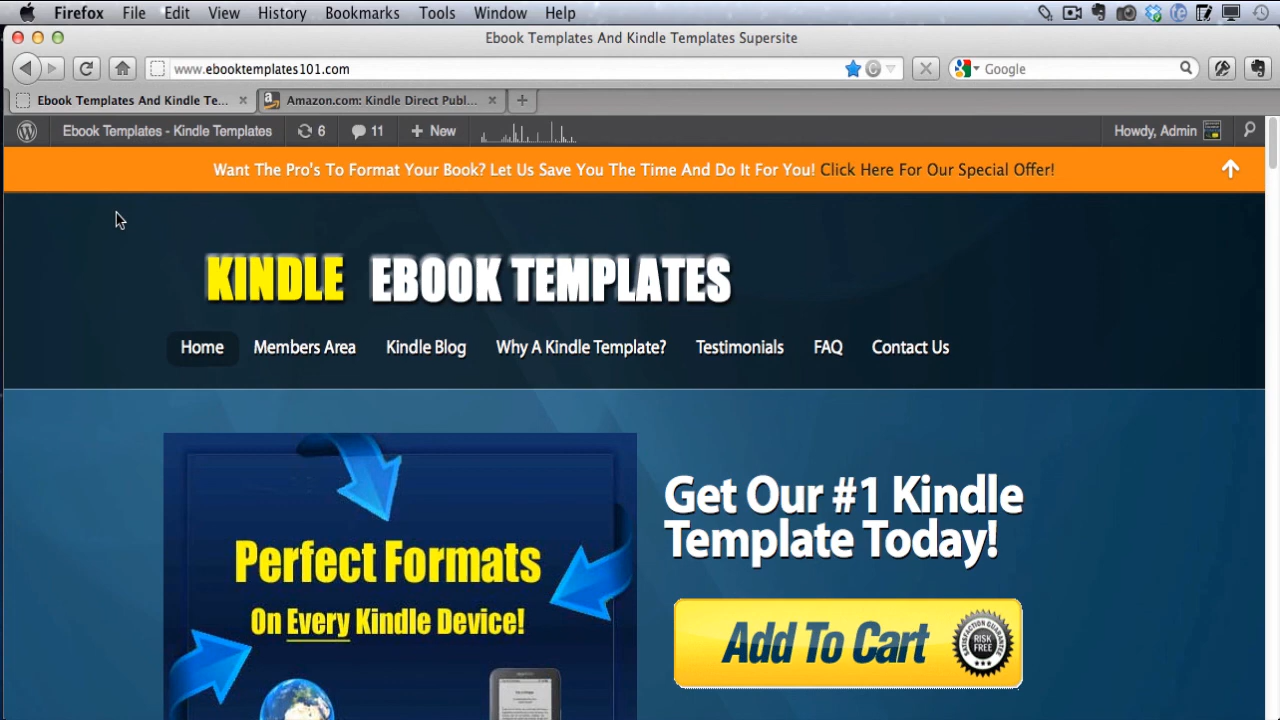 Firefox File Edit View History Bookmarks Tools Window Help
Ebook Templates And Kindle Templates Supersite
www.ebooktemplates101.com
Google
Ebook Templates And Kindle Te...
Amazon.com: Kindle Direct Publ...
Ebook Templates - Kindle Templates 6 11 + New Howdy, Admin
Want The Pro's To Format Your Book? Let Us Save You The Time And Do It For You! Click Here For Our Special Offer!
KINDLE EBOOK TEMPLATES
Home Members Area Kindle Blog Why A Kindle Template? Testimonials FAQ Contact Us
Perfect Formats
On Every Kindle Device!
Get Our #1 Kindle
Template Today!
Add To Cart
SATISFACTION GUARANTEE
RISK
FREE